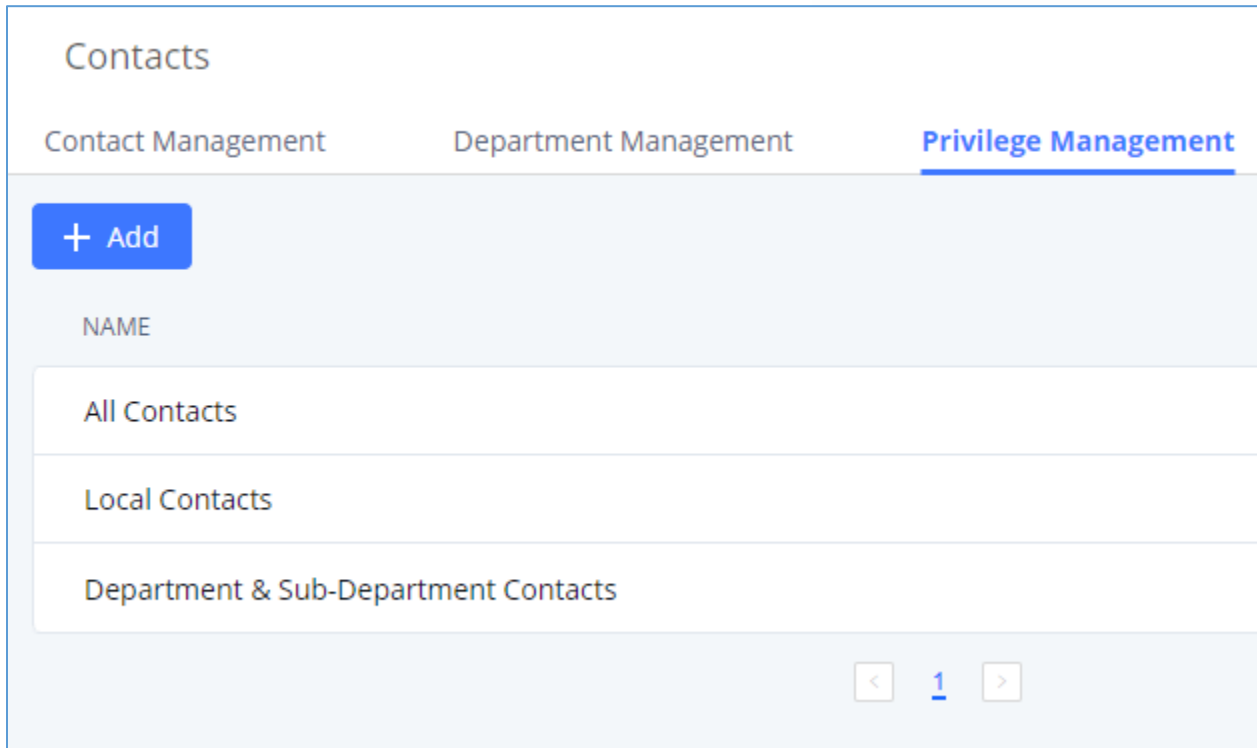 Contacts
Contact Management Department Management Privilege Management
+ Add
NAME
All Contacts
Local Contacts
Department & Sub-Department Contacts
< 1 >